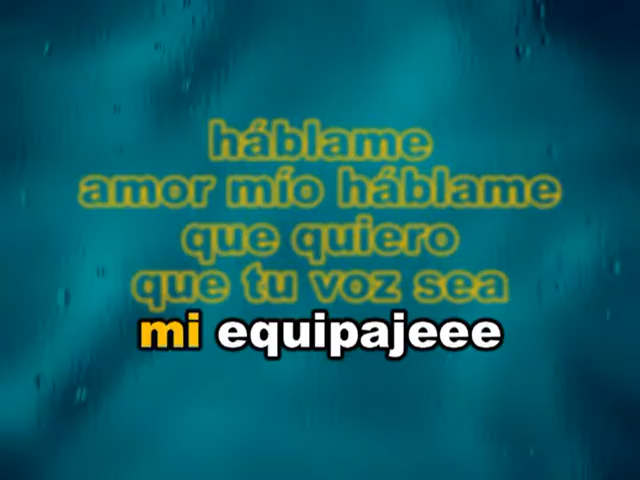 háblame
amor mío háblame
que quiero
que tu voz sea
mi equipajeee